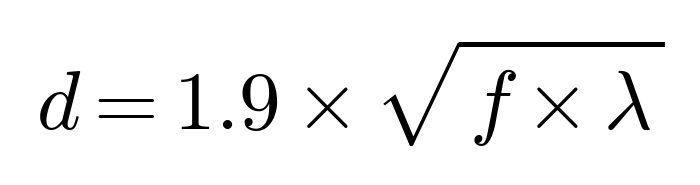 d = 1.9 × √f × λ